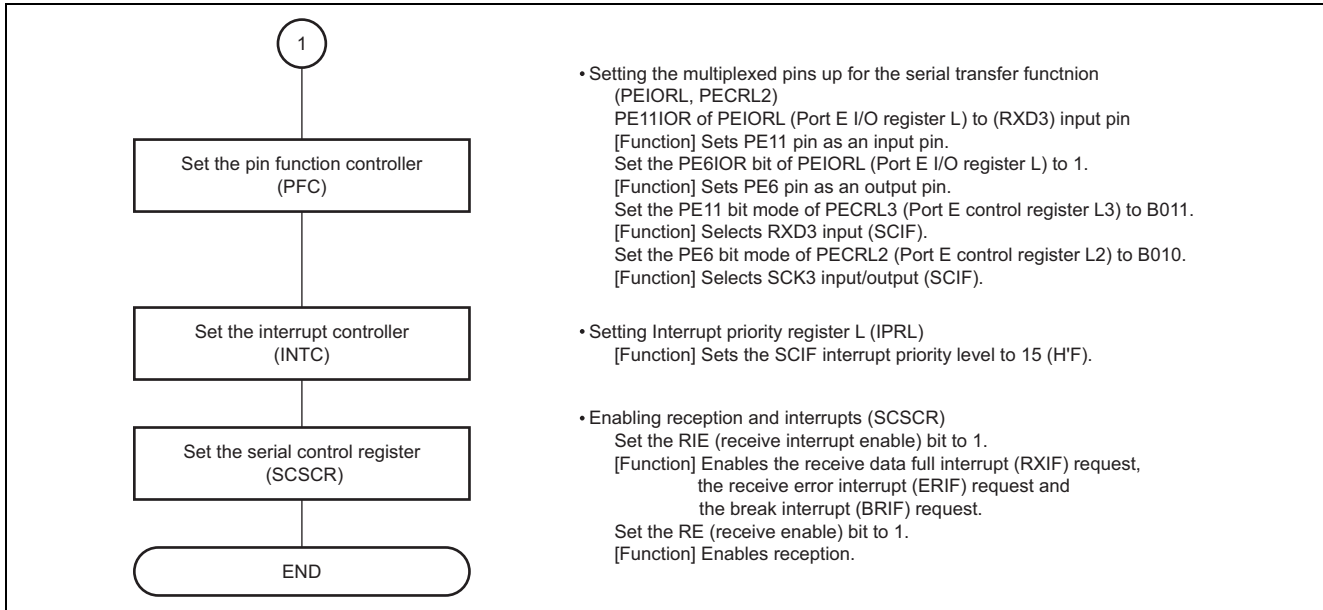 1
Set the pin function controller
(PFC)
• Setting the multiplexed pins up for the serial transfer functnion
(PEIORL, PECRL2)
PE11IOR of PEIORL (Port E I/O register L) to (RXD3) input pin
[Function] Sets PE11 pin as an input pin.
Set the PE6IOR bit of PEIORL (Port E I/O register L) to 1.
[Function] Sets PE6 pin as an output pin.
Set the PE11 bit mode of PECRL3 (Port E control register L3) to B011.
[Function] Selects RXD3 input (SCIF).
Set the PE6 bit mode of PECRL2 (Port E control register L2) to B010.
[Function] Selects SCK3 input/output (SCIF).
Set the interrupt controller
(INTC)
• Setting Interrupt priority register L (IPRL)
[Function] Sets the SCIF interrupt priority level to 15 (H'F).
Set the serial control register
(SCSCR)
• Enabling reception and interrupts (SCSCR)
Set the RIE (receive interrupt enable) bit to 1.
[Function] Enables the receive data full interrupt (RXIF) request,
the receive error interrupt (ERIF) request and
the break interrupt (BRIF) request.
Set the RE (receive enable) bit to 1.
[Function] Enables reception.
END